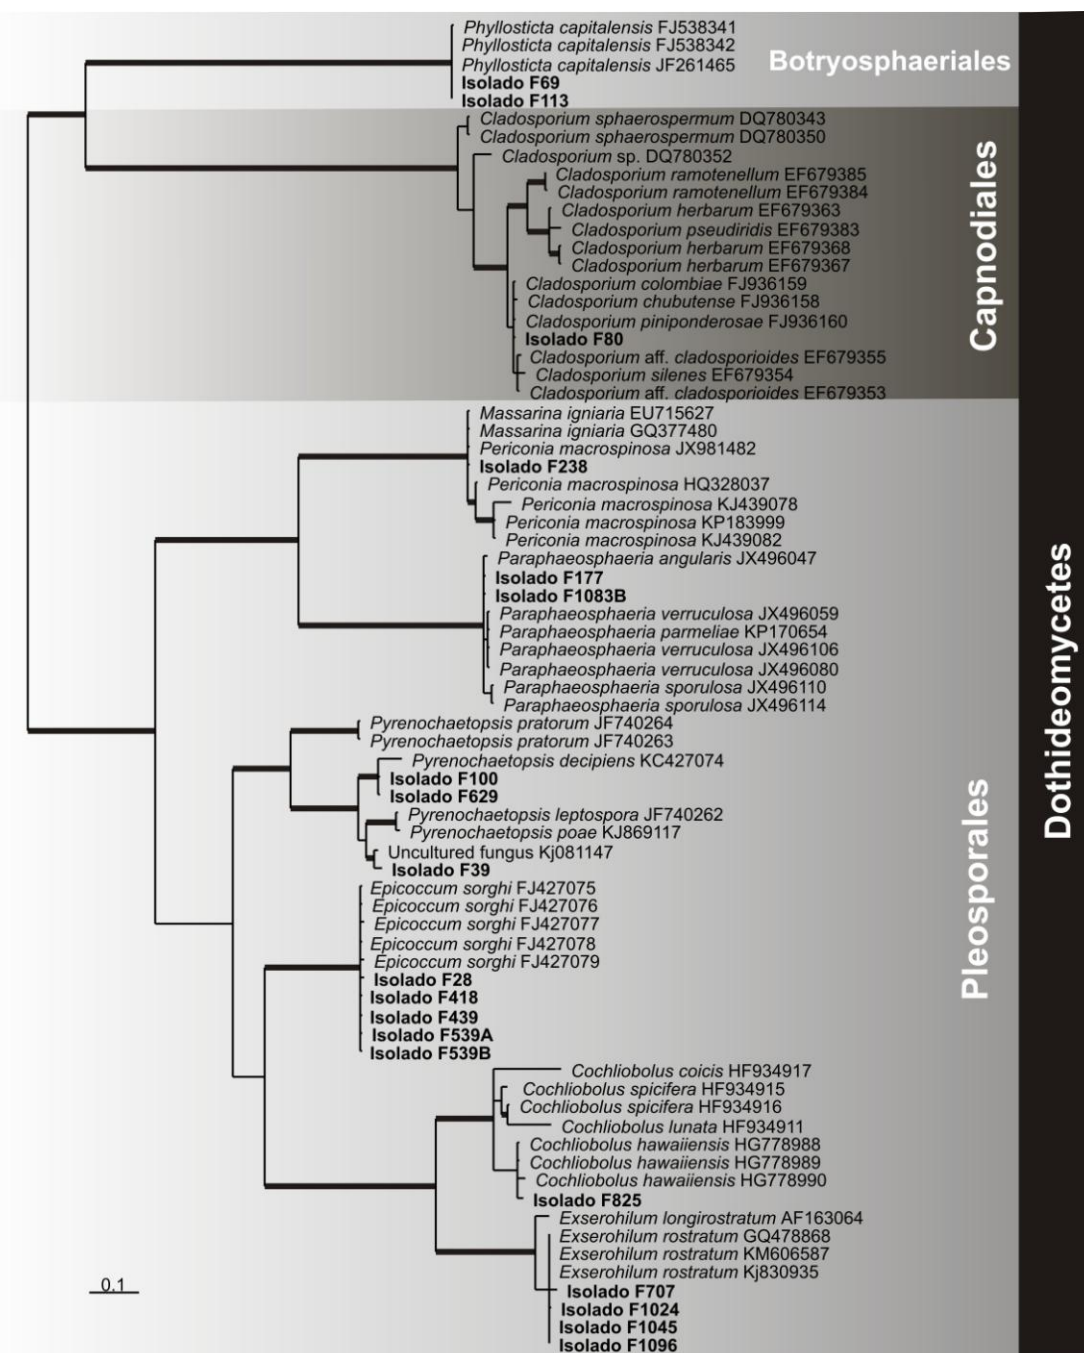 Phyllosticta capitalensis FJ538341
Phyllosticta capitalensis FJ538342
Phyllosticta capitalensis JF261465
Isolado F69
Isolado F113
Botryosphaeriales
Cladosporium sphaerospermum DQ780343
Cladosporium sphaerospermum DQ780350
Cladosporium sp. DQ780352
Cladosporium ramotenellum EF679385
Cladosporium ramotenellum EF679384
Cladosporium herbarum EF679363
Cladosporium pseudiridis EF679383
Cladosporium herbarum EF679368
Cladosporium herbarum EF679367
Cladosporium colombiae FJ936159
Cladosporium chubutense FJ936158
Cladosporium piniponderosae FJ936160
Isolado F80
Cladosporium aff. cladosporioides EF679355
Cladosporium silenes EF679354
Cladosporium aff. cladosporioides EF679353
Capnodiales
Massarina igniaria EU715627
Massarina igniaria GQ377480
Periconia macrospinosa JX981482
Isolado F238
Periconia macrospinosa HQ328037
Periconia macrospinosa KJ439078
Periconia macrospinosa KP183999
Periconia macrospinosa KJ439082
Paraphaeosphaeria angularis JX496047
Isolado F177
Isolado F1083B
Paraphaeosphaeria verruculosa JX496059
Paraphaeosphaeria parmeliae KP170654
Paraphaeosphaeria verruculosa JX496106
Paraphaeosphaeria verruculosa JX496080
Paraphaeosphaeria sporulosa JX496110
Paraphaeosphaeria sporulosa JX496114
Pyrenochaetopsis pratorum JF740264
Pyrenochaetopsis pratorum JF740263
Pyrenochaetopsis decipiens KC427074
Isolado F100
Isolado F629
Pyrenochaetopsis leptospora JF740262
Pyrenochaetopsis poae KJ869117
Uncultured fungus Kj081147
Isolado F39
Epicoccum sorghi FJ427075
Epicoccum sorghi FJ427076
Epicoccum sorghi FJ427077
Epicoccum sorghi FJ427078
Epicoccum sorghi FJ427079
Isolado F28
Isolado F418
Isolado F439
Isolado F539A
Isolado F539B
Cochliobolus coicis HF934917
Cochliobolus spicifera HF934915
Cochliobolus spicifera HF934916
Cochliobolus lunata HF934911
Cochliobolus hawaiiensis HG778988
Cochliobolus hawaiiensis HG778989
Cochliobolus hawaiiensis HG778990
Isolado F825
Exserohilum longirostratum AF163064
Exserohilum rostratum GQ478868
Exserohilum rostratum KM606587
Exserohilum rostratum Kj830935
Isolado F707
Isolado F1024
Isolado F1045
Isolado F1096
Pleosporales
Dothideomycetes
0.1